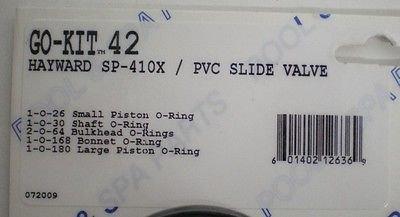 GO-KIT™ 42
HAYWARD SP-410X / PVC SLIDE VALVE
1-O-26 Small Piston O-Ring
1-O-30 Shaft O-Ring
2-O-64 Bulkhead O-Rings
1-O-168 Bonnet O-Ring
1-O-180 Large Piston O-Ring
6 01402 12636 9
072009